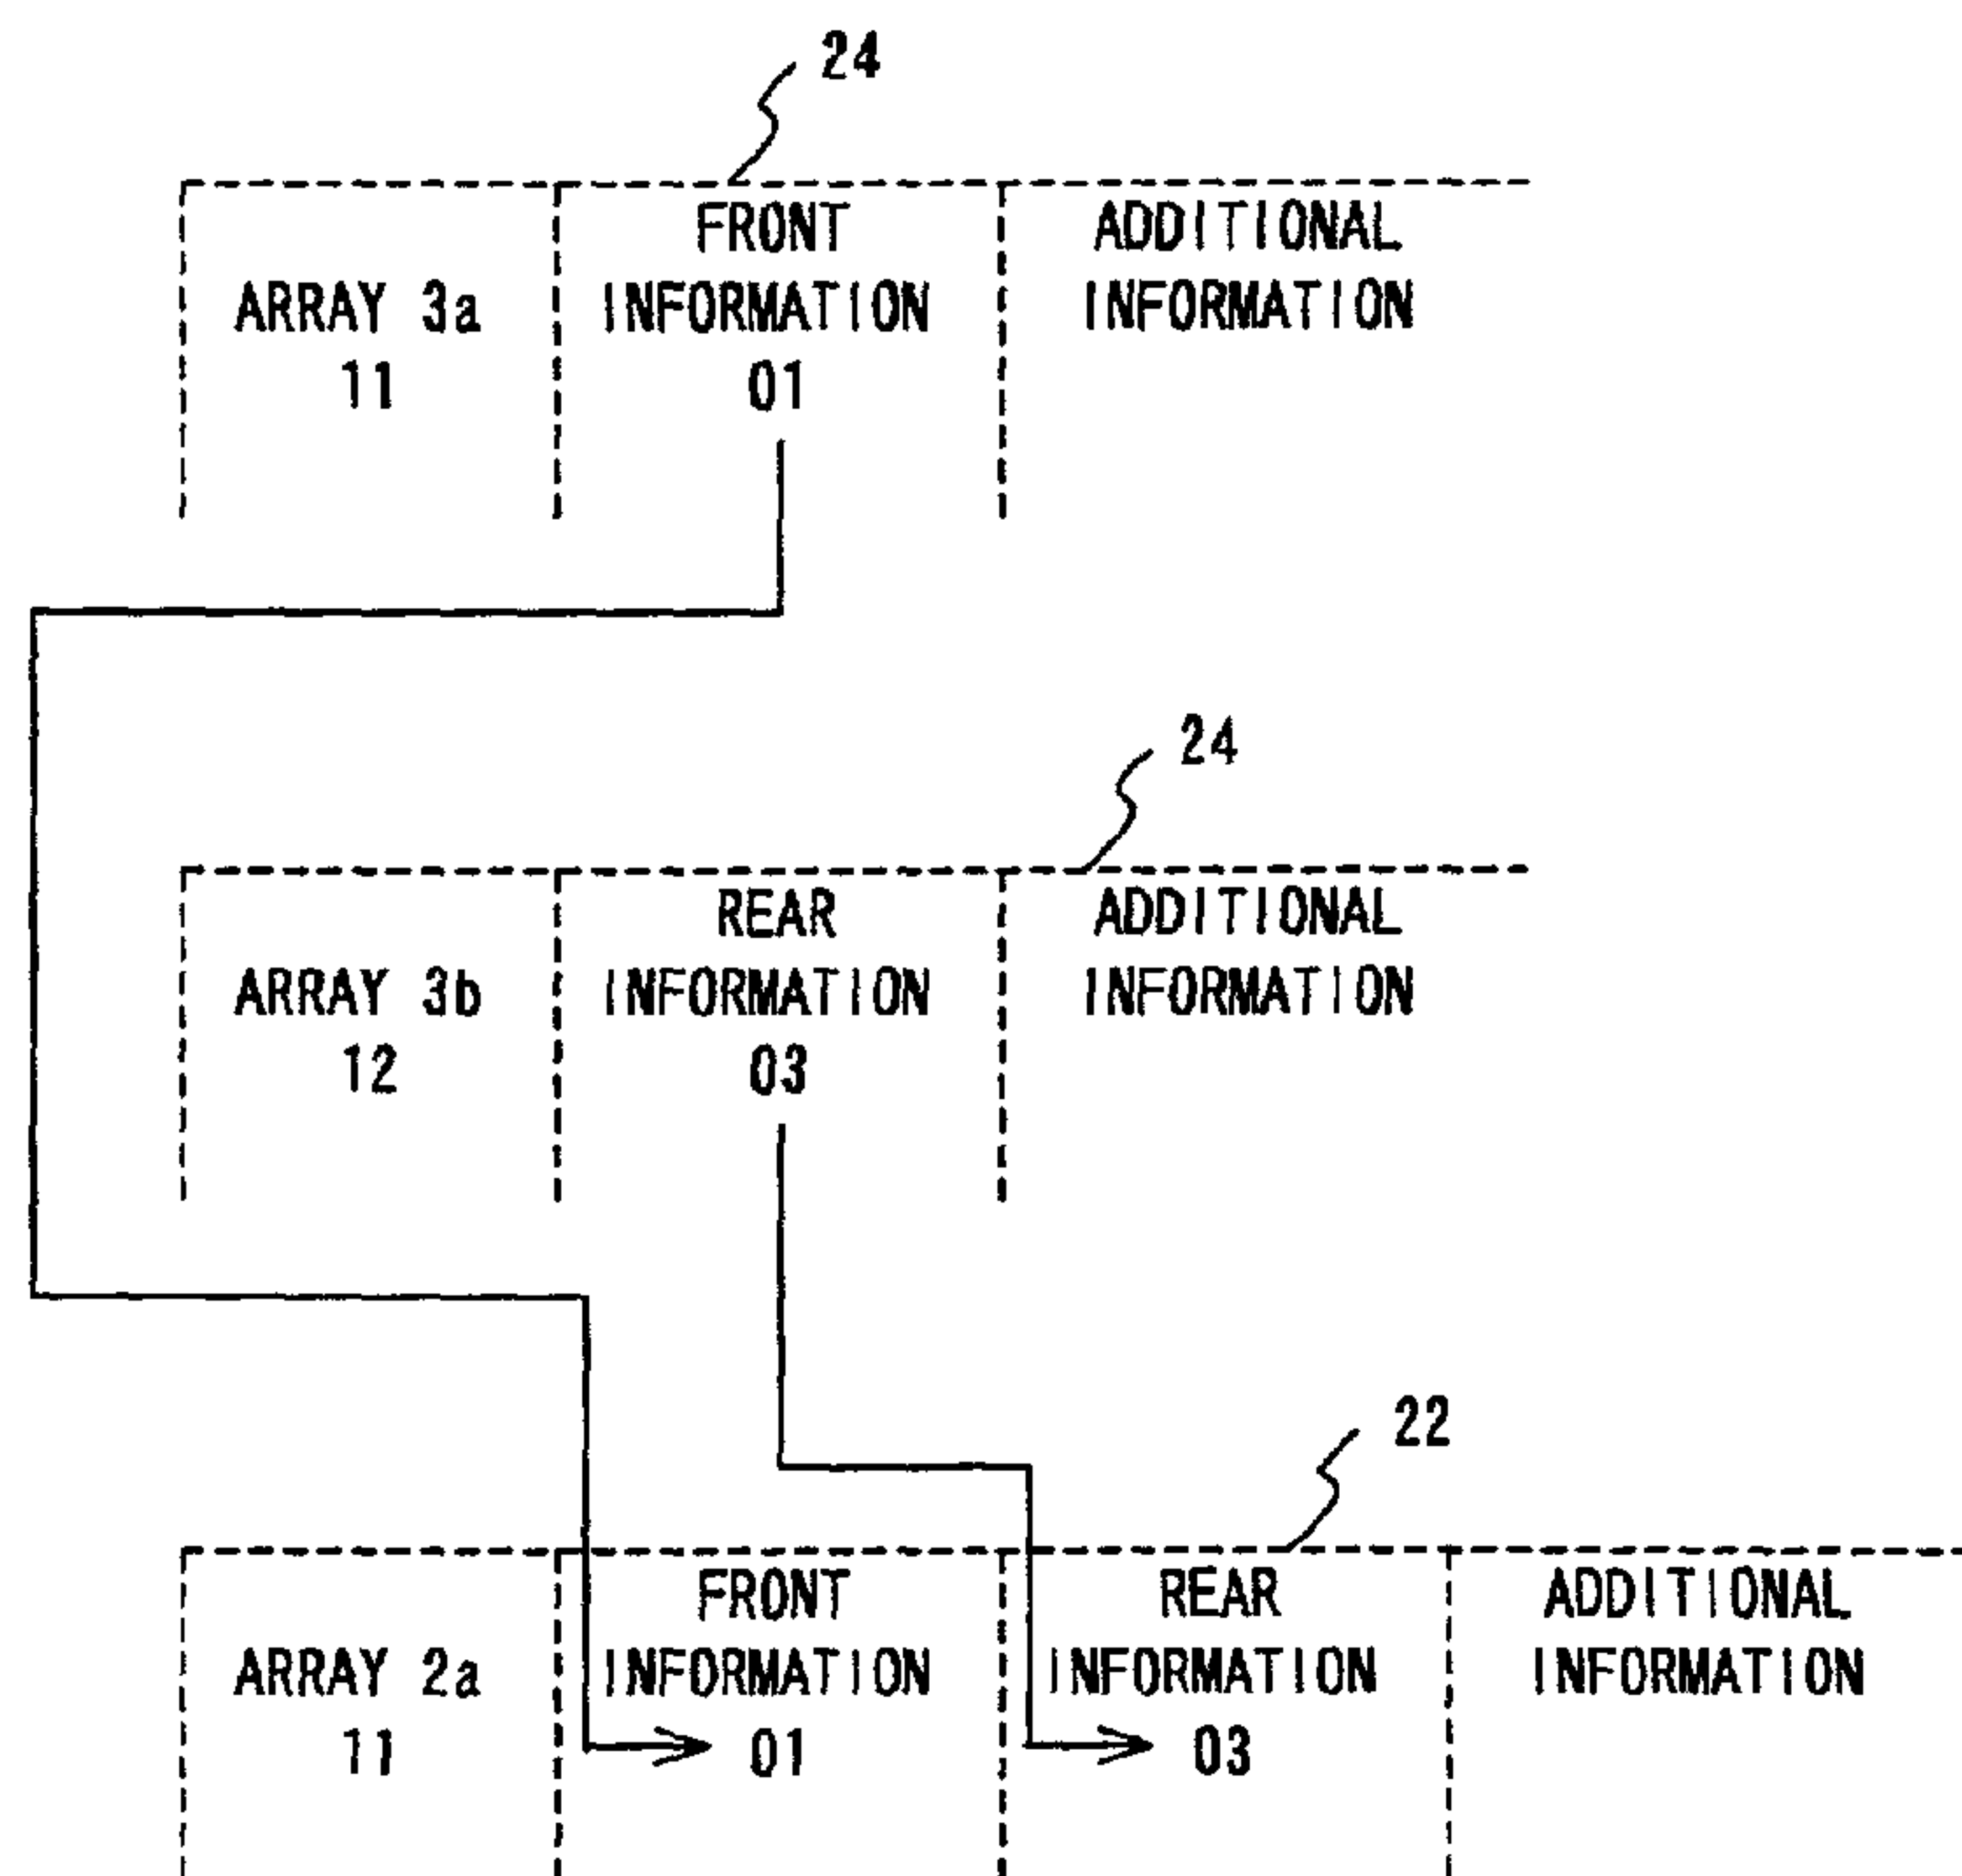 24
FRONT ADDITIONAL
ARRAY 3a INFORMATION INFORMATION
11 01
24
REAR ADDITIONAL
ARRAY 3b INFORMATION INFORMATION
12 03
22
FRONT REAR ADDITIONAL
ARRAY 2a INFORMATION INFORMATION INFORMATION
11 01 03